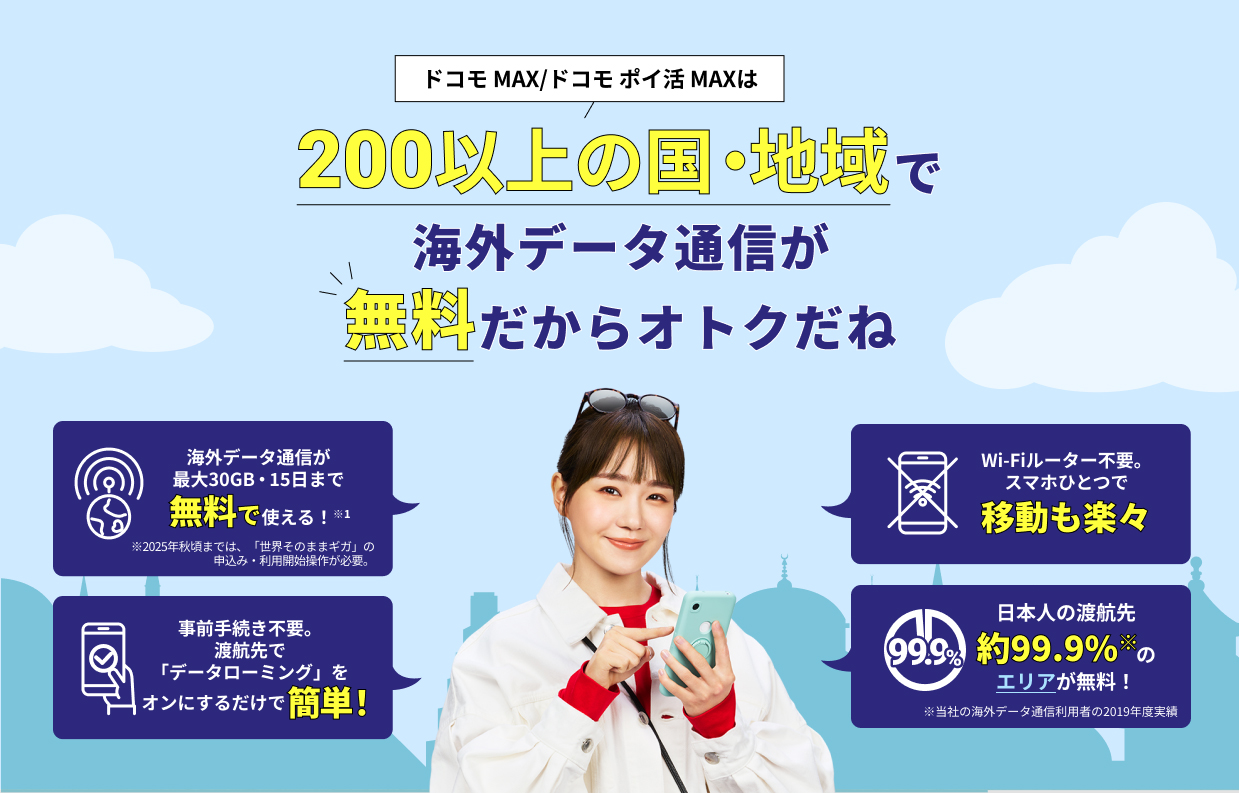 ドコモ MAX/ドコモ ポイ活 MAXは
200以上の国・地域で
海外データ通信が
無料だからオトクだね
海外データ通信が
最大30GB・15日まで
無料で使える！※1
※2025年秋頃までは、「世界そのままギガ」の
申込み・利用開始操作が必要。
事前手続き不要。
渡航先で
「データローミング」を
オンにするだけで簡単！
Wi-Fiルーター不要。
スマホひとつで
移動も楽々
99.9%
日本人の渡航先
約99.9%※の
エリアが無料！
※当社の海外データ通信利用者の2019年度実績